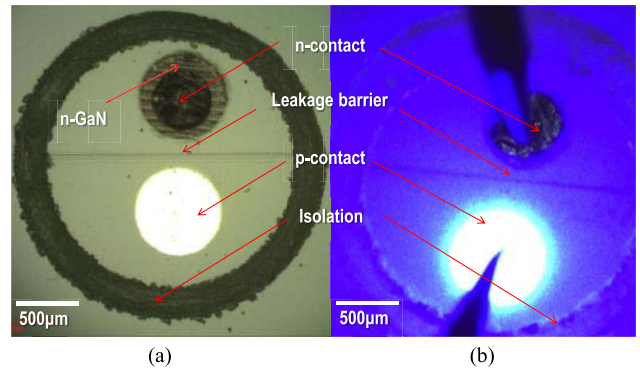 n-contact
n-GaN
Leakage barrier
p-contact
Isolation
500µm
500µm
(a)
(b)